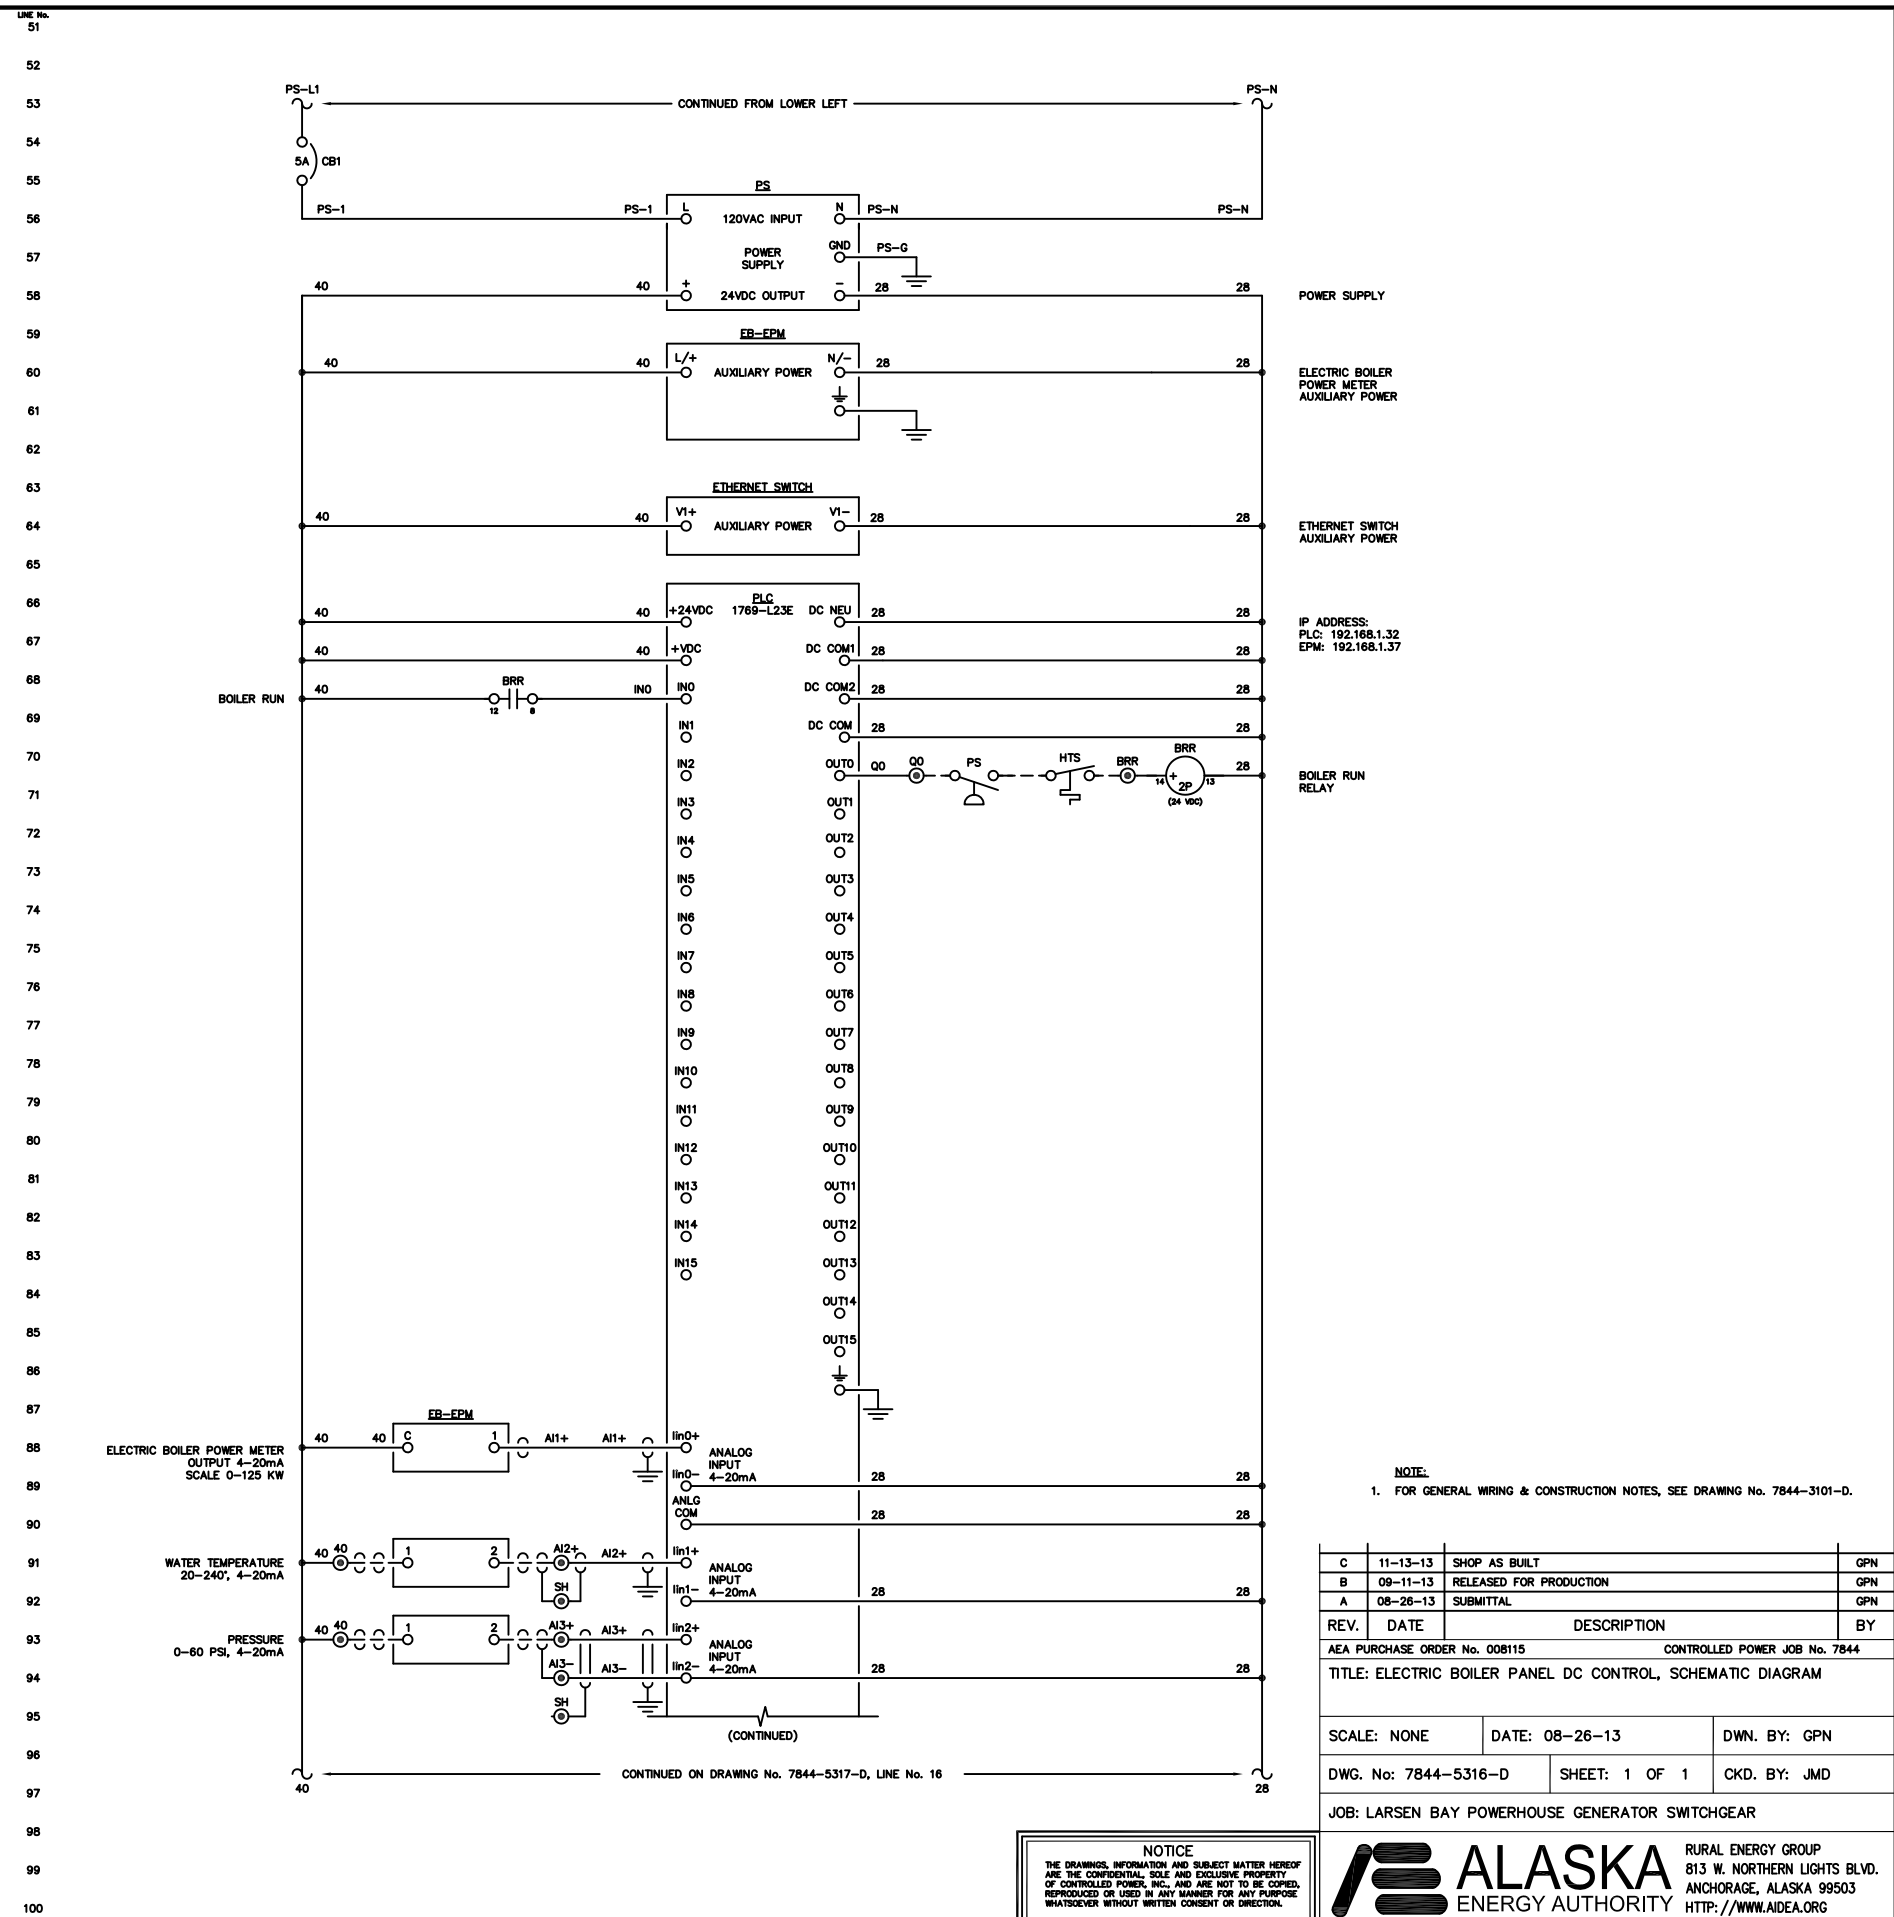 LINE No.
51
52
PS-L1
PS-N
53
CONTINUED FROM LOWER LEFT
54
5A CB1
55
PS
PS-1 PS-1 L N PS-N PS-N
56
120VAC INPUT
GND PS-G
57
POWER
SUPPLY
40 40 + - 28 28
58
24VDC OUTPUT
POWER SUPPLY
59
EB-EPM
40 40 L/+ N/- 28 28
60
AUXILIARY POWER
ELECTRIC BOILER
POWER METER
AUXILIARY POWER
61
62
63
ETHERNET SWITCH
40 40 V1+ V1- 28 28
64
AUXILIARY POWER
ETHERNET SWITCH
AUXILIARY POWER
65
66
PLC
40 40 +24VDC 1769-L23E DC NEU 28 28
IP ADDRESS:
PLC: 192.168.1.32
EPM: 192.168.1.37
67
40 +VDC DC COM1 28 28
40
68
BRR
40 IN0 IN0 DC COM2 28 28
BOILER RUN
12 8
69
IN1 DC COM 28 28
70
IN2 OUT0 Q0 Q0 PS HTS BRR BRR 28
14 + 2P 13
(24 VDC)
BOILER RUN
RELAY
71
IN3 OUT1
72
IN4 OUT2
73
IN5 OUT3
74
IN6 OUT4
75
IN7 OUT5
76
IN8 OUT6
77
IN9 OUT7
78
IN10 OUT8
79
IN11 OUT9
80
IN12 OUT10
81
IN13 OUT11
82
IN14 OUT12
83
IN15 OUT13
84
OUT14
85
OUT15
86
87
EB-EPM
40 40 C 1 AI1+ AI1+ Iin0+
88
ELECTRIC BOILER POWER METER
OUTPUT 4-20mA
SCALE 0-125 KW
ANALOG
INPUT
4-20mA
Iin0- 28 28
89
ANLG
COM 28 28
90
40 40 1 2 AI2+ AI2+ Iin1+
91
WATER TEMPERATURE
20-240°, 4-20mA
ANALOG
INPUT
4-20mA
SH Iin1- 28 28
92
40 40 1 2 AI3+ AI3+ Iin2+
93
PRESSURE
0-60 PSI, 4-20mA
ANALOG
INPUT
4-20mA
AI3- AI3- Iin2- 28 28
94
SH
95
(CONTINUED)
96
CONTINUED ON DRAWING No. 7844-5317-D, LINE No. 16
40 28
97
98
99
100
NOTE:
1. FOR GENERAL WIRING & CONSTRUCTION NOTES, SEE DRAWING No. 7844-3101-D.
C 11-13-13 SHOP AS BUILT GPN
B 09-11-13 RELEASED FOR PRODUCTION GPN
A 08-26-13 SUBMITTAL GPN
REV. DATE DESCRIPTION BY
AEA PURCHASE ORDER No. 008115 CONTROLLED POWER JOB No. 7844
TITLE: ELECTRIC BOILER PANEL DC CONTROL, SCHEMATIC DIAGRAM
SCALE: NONE DATE: 08-26-13 DWN. BY: GPN
DWG. No: 7844-5316-D SHEET: 1 OF 1 CKD. BY: JMD
JOB: LARSEN BAY POWERHOUSE GENERATOR SWITCHGEAR
NOTICE
THE DRAWINGS, INFORMATION AND SUBJECT MATTER HEREOF
ARE THE CONFIDENTIAL, SOLE AND EXCLUSIVE PROPERTY
OF CONTROLLED POWER, INC., AND ARE NOT TO BE COPIED,
REPRODUCED OR USED IN ANY MANNER FOR ANY PURPOSE
WHATSOEVER WITHOUT WRITTEN CONSENT OR DIRECTION.
ALASKA
ENERGY AUTHORITY
RURAL ENERGY GROUP
813 W. NORTHERN LIGHTS BLVD.
ANCHORAGE, ALASKA 99503
HTTP://WWW.AIDEA.ORG